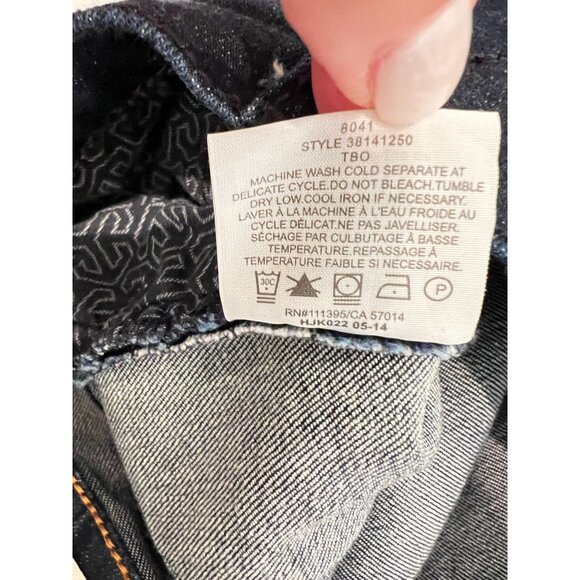 8041
STYLE 38141250
TBO
MACHINE WASH COLD SEPARATE AT
DELICATE CYCLE.DO NOT BLEACH.TUMBLE
DRY LOW.COOL IRON IF NECESSARY.
LAVER À LA MACHINE À L'EAU FROIDE AU
CYCLE DÉLICAT.NE PAS JAVELLISER.
SÉCHAGE PAR CULBUTAGE À BASSE
TEMPERATURE,REPASSAGE À
TEMPERATURE FAIBLE SI NECESSAIRE.
30C P
RN#111395/CA 57014
HJK022 05-14